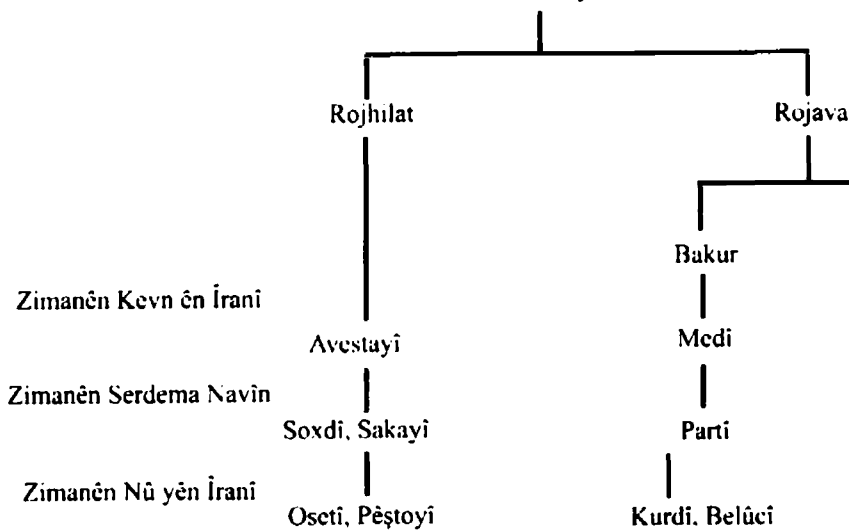 Rojhilat Rojava
Bakur
Zimanên Kevn ên Îranî
Avestayî Medî
Zimanên Serdema Navîn
Soxdî, Sakayî Partî
Zimanên Nû yên Îranî
Osetî, Pêştoyî Kurdî, Belûcî